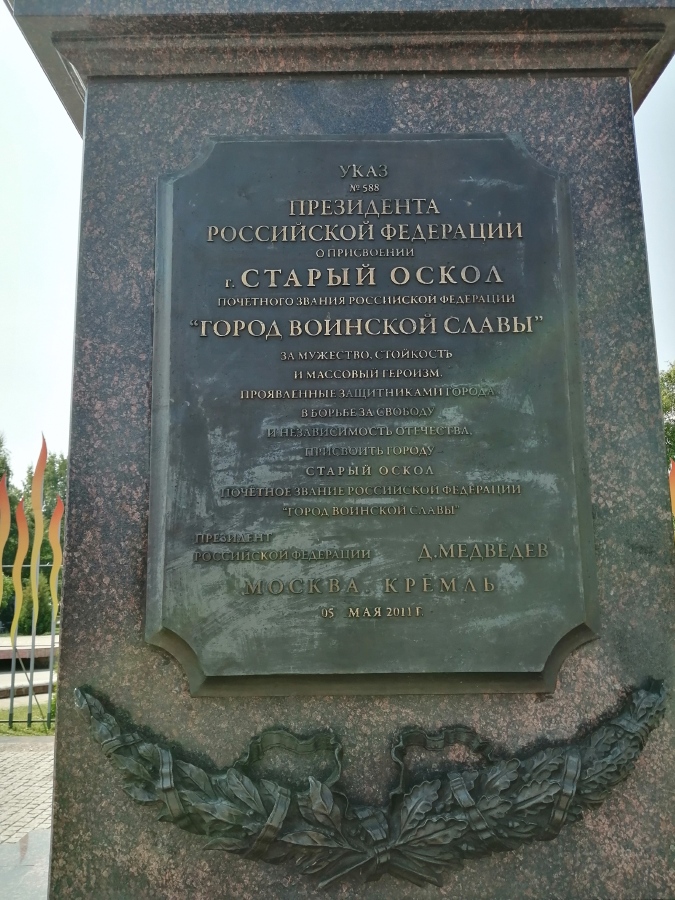 УКАЗ
№ 588
ПРЕЗИДЕНТА
РОССИЙСКОЙ ФЕДЕРАЦИИ
О ПРИСВОЕНИИ
г. СТАРЫЙ ОСКОЛ
ПОЧЕТНОГО ЗВАНИЯ РОССИЙСКОЙ ФЕДЕРАЦИИ
"ГОРОД ВОИНСКОЙ СЛАВЫ"
ЗА МУЖЕСТВО, СТОЙКОСТЬ
И МАССОВЫЙ ГЕРОИЗМ,
ПРОЯВЛЕННЫЕ ЗАЩИТНИКАМИ ГОРОДА
В БОРЬБЕ ЗА СВОБОДУ
И НЕЗАВИСИМОСТЬ ОТЕЧЕСТВА,
ПРИСВОИТЬ ГОРОДУ
СТАРЫЙ ОСКОЛ
ПОЧЕТНОЕ ЗВАНИЕ РОССИЙСКОЙ ФЕДЕРАЦИИ
"ГОРОД ВОИНСКОЙ СЛАВЫ"
ПРЕЗИДЕНТ
РОССИЙСКОЙ ФЕДЕРАЦИИ Д.МЕДВЕДЕВ
МОСКВА, КРЕМЛЬ
05 МАЯ 2011 Г.